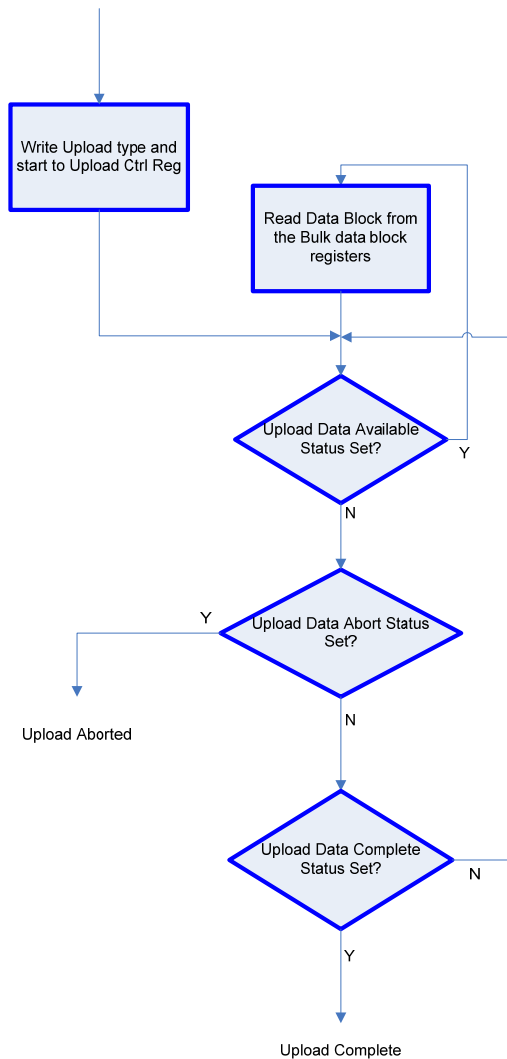 Write Upload type and
start to Upload Ctrl Reg
Read Data Block from
the Bulk data block
registers
Upload Data Available
Status Set?
Y
N
Upload Data Abort Status
Set?
Y
Upload Aborted
N
Upload Data Complete
Status Set?
N
Y
Upload Complete